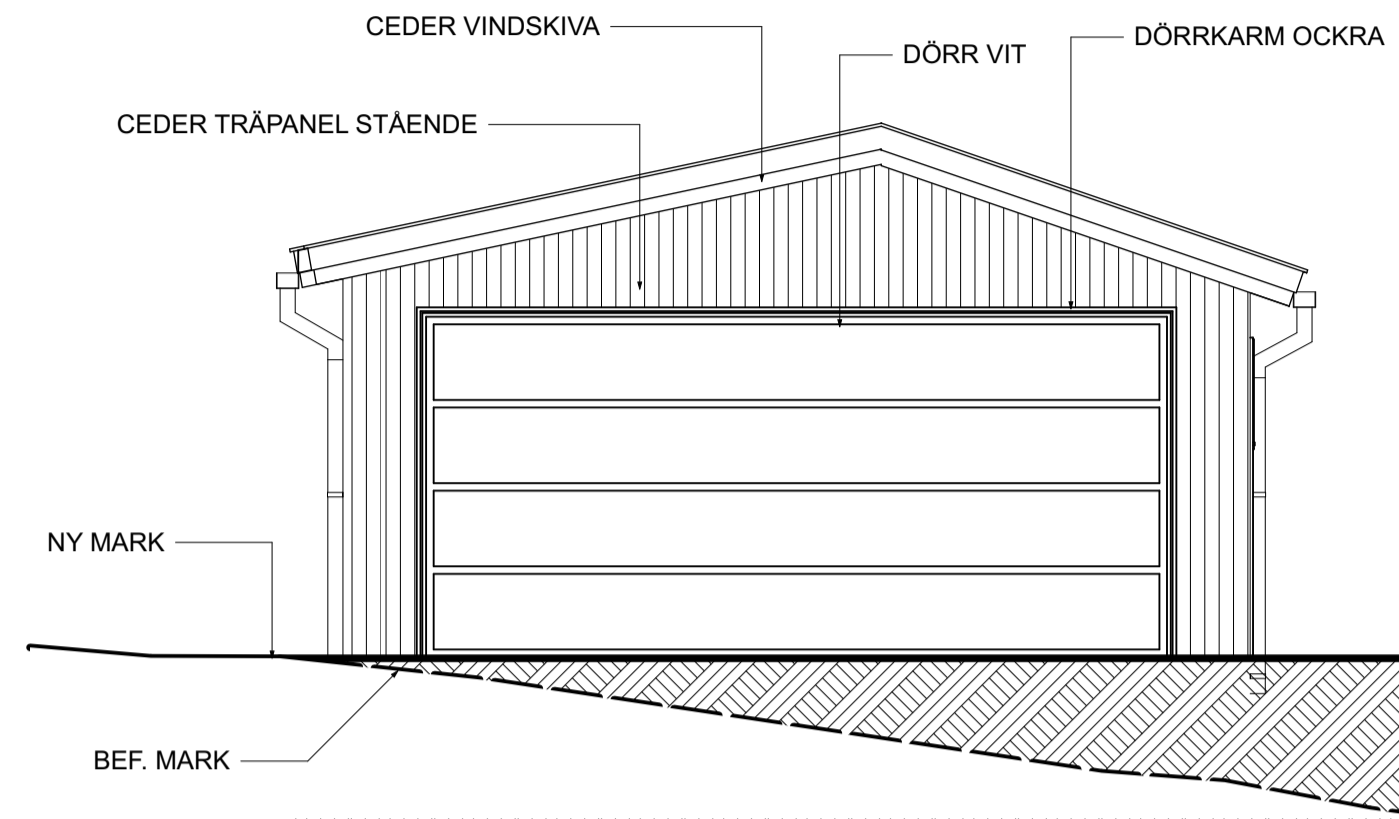 CEDER VINDSKIVA
DÖRR VIT
DÖRRKARM OCKRA
CEDER TRÄPANEL STÅENDE
NY MARK
BEF. MARK